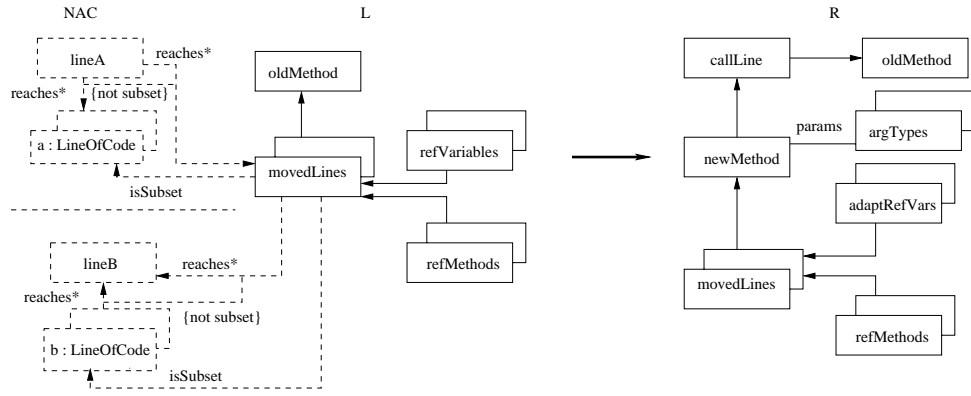 NAC
L
R
lineA
reaches*
reaches*
{not subset}
a : LineOfCode
isSubset
oldMethod
movedLines
refVariables
refMethods
lineB
reaches*
reaches*
{not subset}
b : LineOfCode
isSubset
callLine
oldMethod
params
argTypes
newMethod
adaptRefVars
movedLines
refMethods